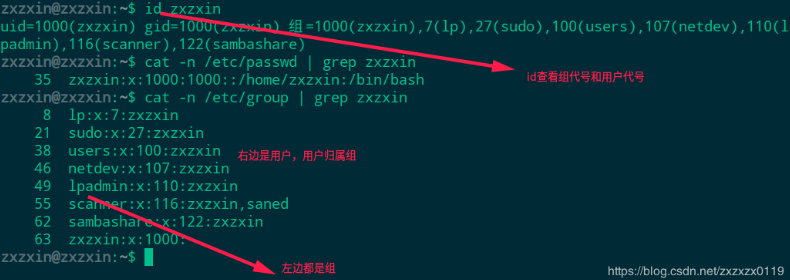 zxzxin@zxzxin:~$ id zxzxin
uid=1000(zxzxin) gid=1000(zxzxin) 组=1000(zxzxin),7(lp),27(sudo),100(users),107(netdev),110(l
padmin),116(scanner),122(sambashare)
zxzxin@zxzxin:~$ cat -n /etc/passwd | grep zxzxin
id查看组代号和用户代号
35 zxzxin:x:1000:1000::/home/zxzxin:/bin/bash
zxzxin@zxzxin:~$ cat -n /etc/group | grep zxzxin
8 lp:x:7:zxzxin
21 sudo:x:27:zxzxin
38 users:x:100:zxzxin
右边是用户，用户归属组
46 netdev:x:107:zxzxin
49 lpadmin:x:110:zxzxin
55 scanner:x:116:zxzxin,saned
62 sambashare:x:122:zxzxin
63 zxzxin:x:1000:
zxzxin@zxzxin:~$
左边都是组
https://blog.csdn.net/zxzxzx0119